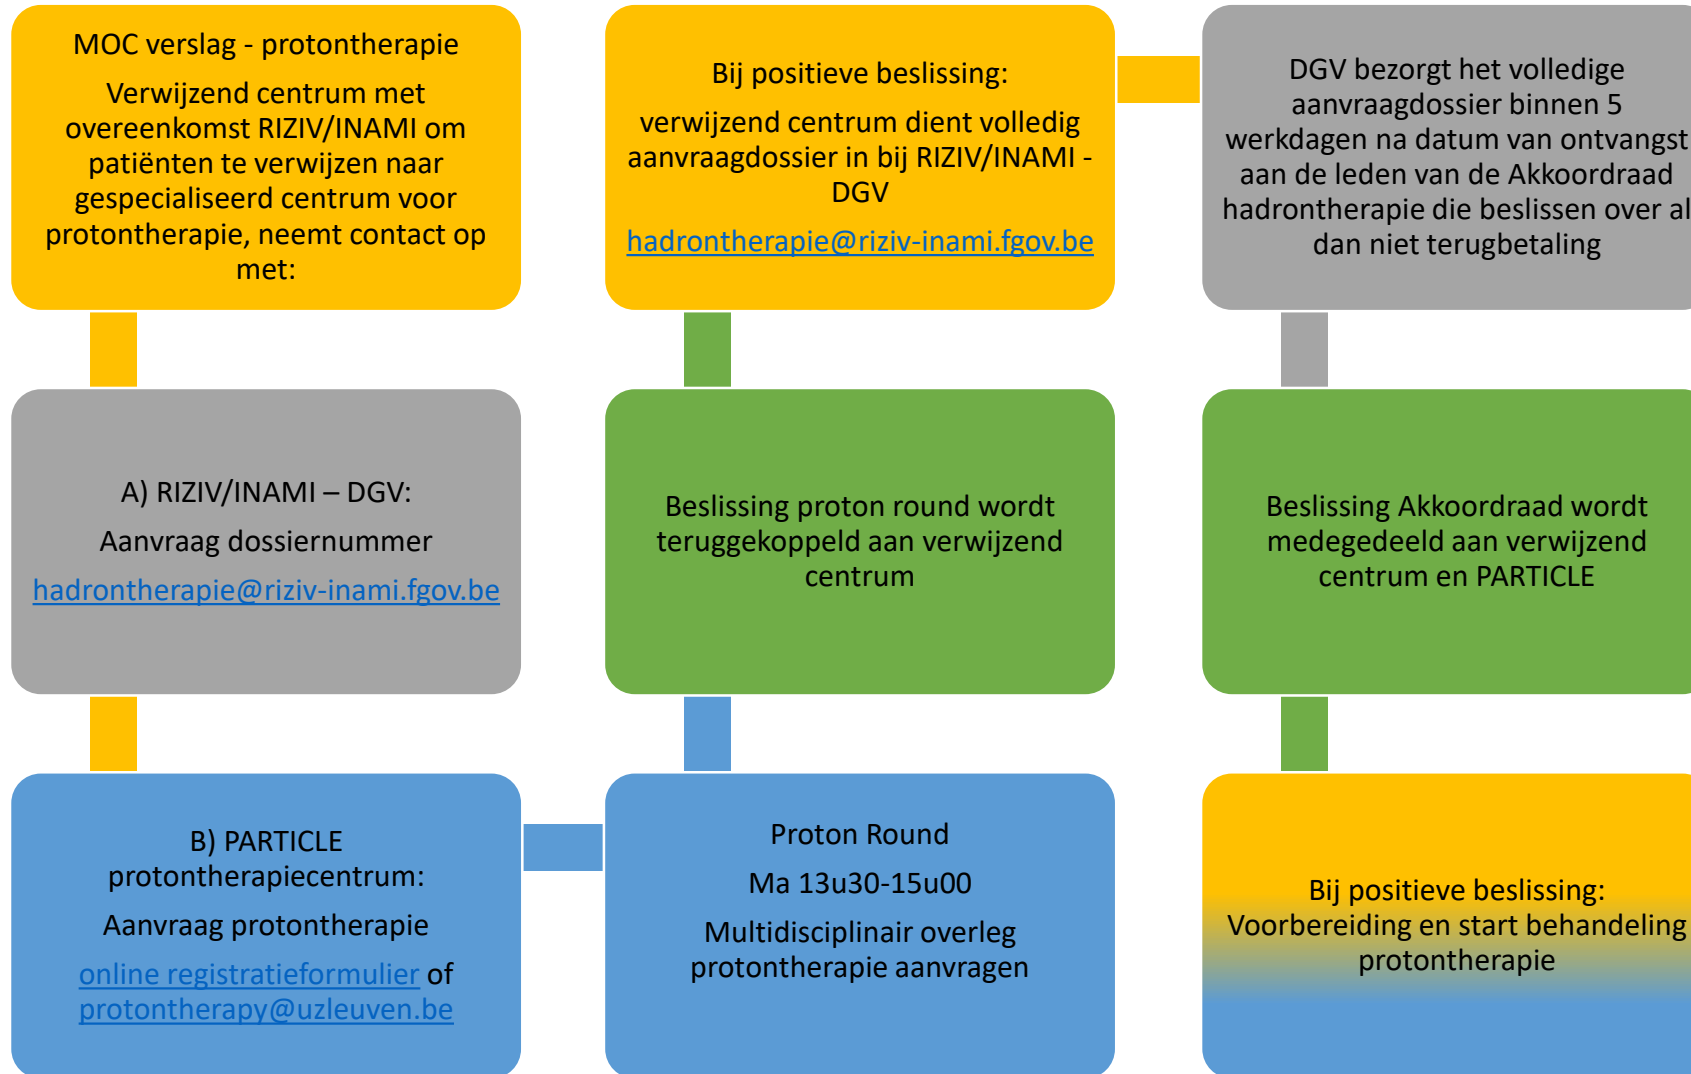 MOC verslag - protontherapie
Verwijzend centrum met
overeenkomst RIZIV/INAMI om
patiënten te verwijzen naar
gespecialiseerd centrum voor
protontherapie, neemt contact op
met:
A) RIZIV/INAMI – DGV:
Aanvraag dossiernummer
hadrontherapie@riziv-inami.fgov.be
B) PARTICLE
protontherapiecentrum:
Aanvraag protontherapie
online registratieformulier of
protontherapy@uzleuven.be
Proton Round
Ma 13u30-15u00
Multidisciplinair overleg
protontherapie aanvragen
Beslissing proton round wordt
teruggekoppeld aan verwijzend
centrum
Bij positieve beslissing:
verwijzend centrum dient volledig
aanvraagdossier in bij RIZIV/INAMI -
DGV
hadrontherapie@riziv-inami.fgov.be
DGV bezorgt het volledige
aanvraagdossier binnen 5
werkdagen na datum van ontvangst
aan de leden van de Akkoordraad
hadrontherapie die beslissen over al
dan niet terugbetaling
Beslissing Akkoordraad wordt
medegedeeld aan verwijzend
centrum en PARTICLE
Bij positieve beslissing:
Voorbereiding en start behandeling
protontherapie